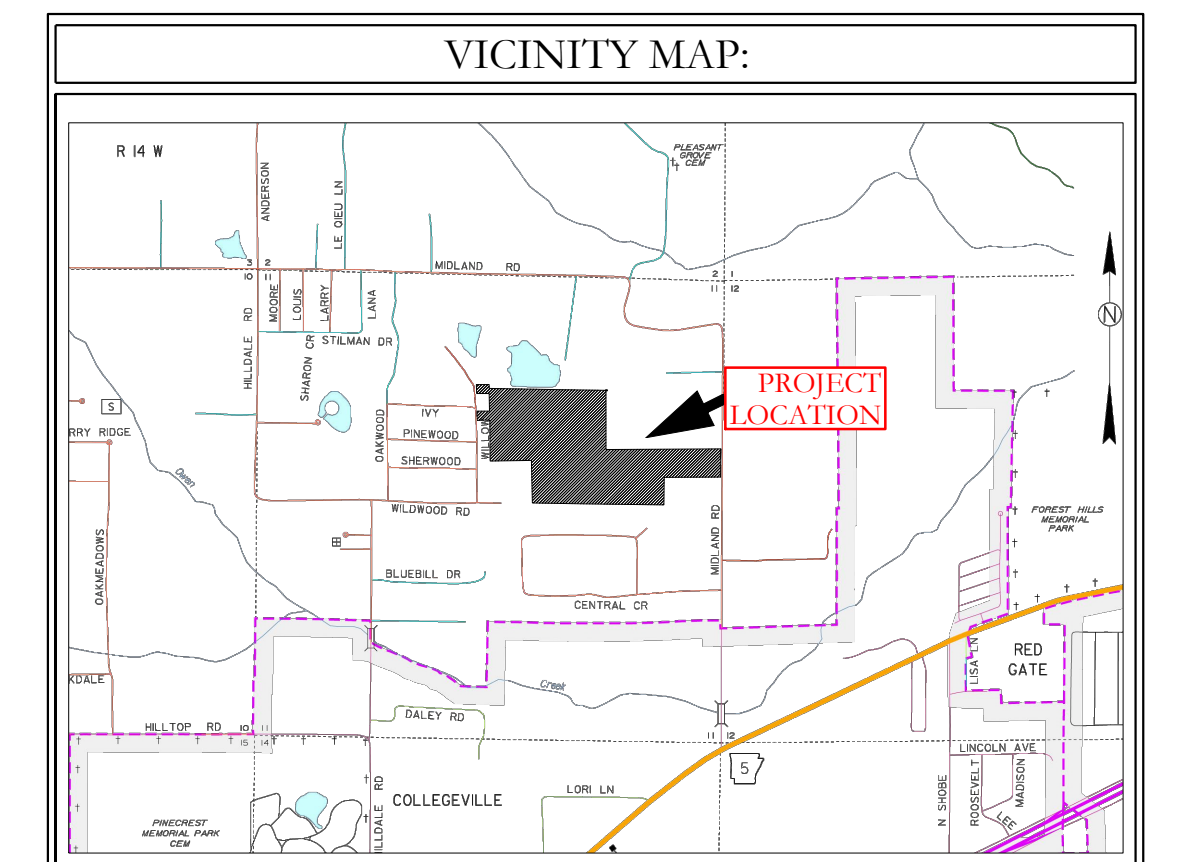 VICINITY MAP:
R 14 W
ANDERSON
LE QIEU LN
PLEASANT
GROVE
CEM
3 2
10 11
MIDLAND RD
2 1
11 12
N
HILLDALE RD
MOORE
LOUIS
LARRY
LANA
STILMAN DR
SHARON CR
PROJECT
LOCATION
S
RRY RIDGE
OAKWOOD
IVY
PINEWOOD
SHERWOOD
WILLOW
WILDWOOD RD
Owen
OAKMEADOWS
MIDLAND RD
FOREST HILLS
MEMORIAL
PARK
BLUEBILL DR
CENTRAL CR
RED
GATE
LISA LN
KDALE
Creek
HILLTOP RD
10 11
15 14
DALEY RD
11 12
5
LINCOLN AVE
COLLEGEVILLE
LORI LN
HILLDALE RD
N SHOBE
ROOSEVELT
MADISON
LEE
PINECREST
MEMORIAL PARK
CEM